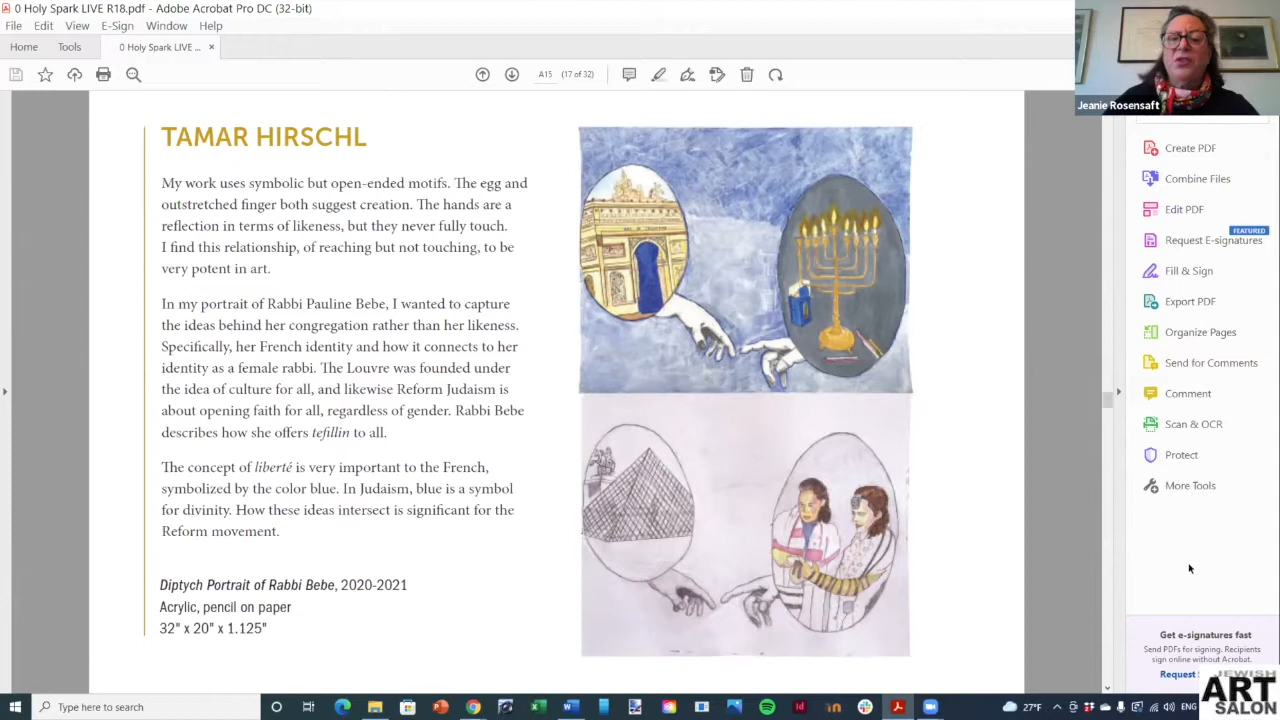 0 Holy Spark LIVE R18.pdf - Adobe Acrobat Pro DC (32-bit)
File Edit View E-Sign Window Help
Home Tools 0 Holy Spark LIVE ... ×
A15 (17 of 32)
Jeanie Rosensaft
TAMAR HIRSCHL
My work uses symbolic but open-ended motifs. The egg and
outstretched finger both suggest creation. The hands are a
reflection in terms of likeness, but they never fully touch.
I find this relationship, of reaching but not touching, to be
very potent in art.
In my portrait of Rabbi Pauline Bebe, I wanted to capture
the ideas behind her congregation rather than her likeness.
Specifically, her French identity and how it connects to her
identity as a female rabbi. The Louvre was founded under
the idea of culture for all, and likewise Reform Judaism is
about opening faith for all, regardless of gender. Rabbi Bebe
describes how she offers tefillin to all.
The concept of liberté is very important to the French,
symbolized by the color blue. In Judaism, blue is a symbol
for divinity. How these ideas intersect is significant for the
Reform movement.
Diptych Portrait of Rabbi Bebe, 2020-2021
Acrylic, pencil on paper
32" x 20" x 1.125"
Create PDF
Combine Files
Edit PDF
FEATURED
Request E-signatures
Fill & Sign
Export PDF
Organize Pages
Send for Comments
Comment
Scan & OCR
Protect
More Tools
Get e-signatures fast
Send PDFs for signing. Recipients
sign online without Acrobat.
Request
JEWISH
ART
SALON
Type here to search
27°F
ENG